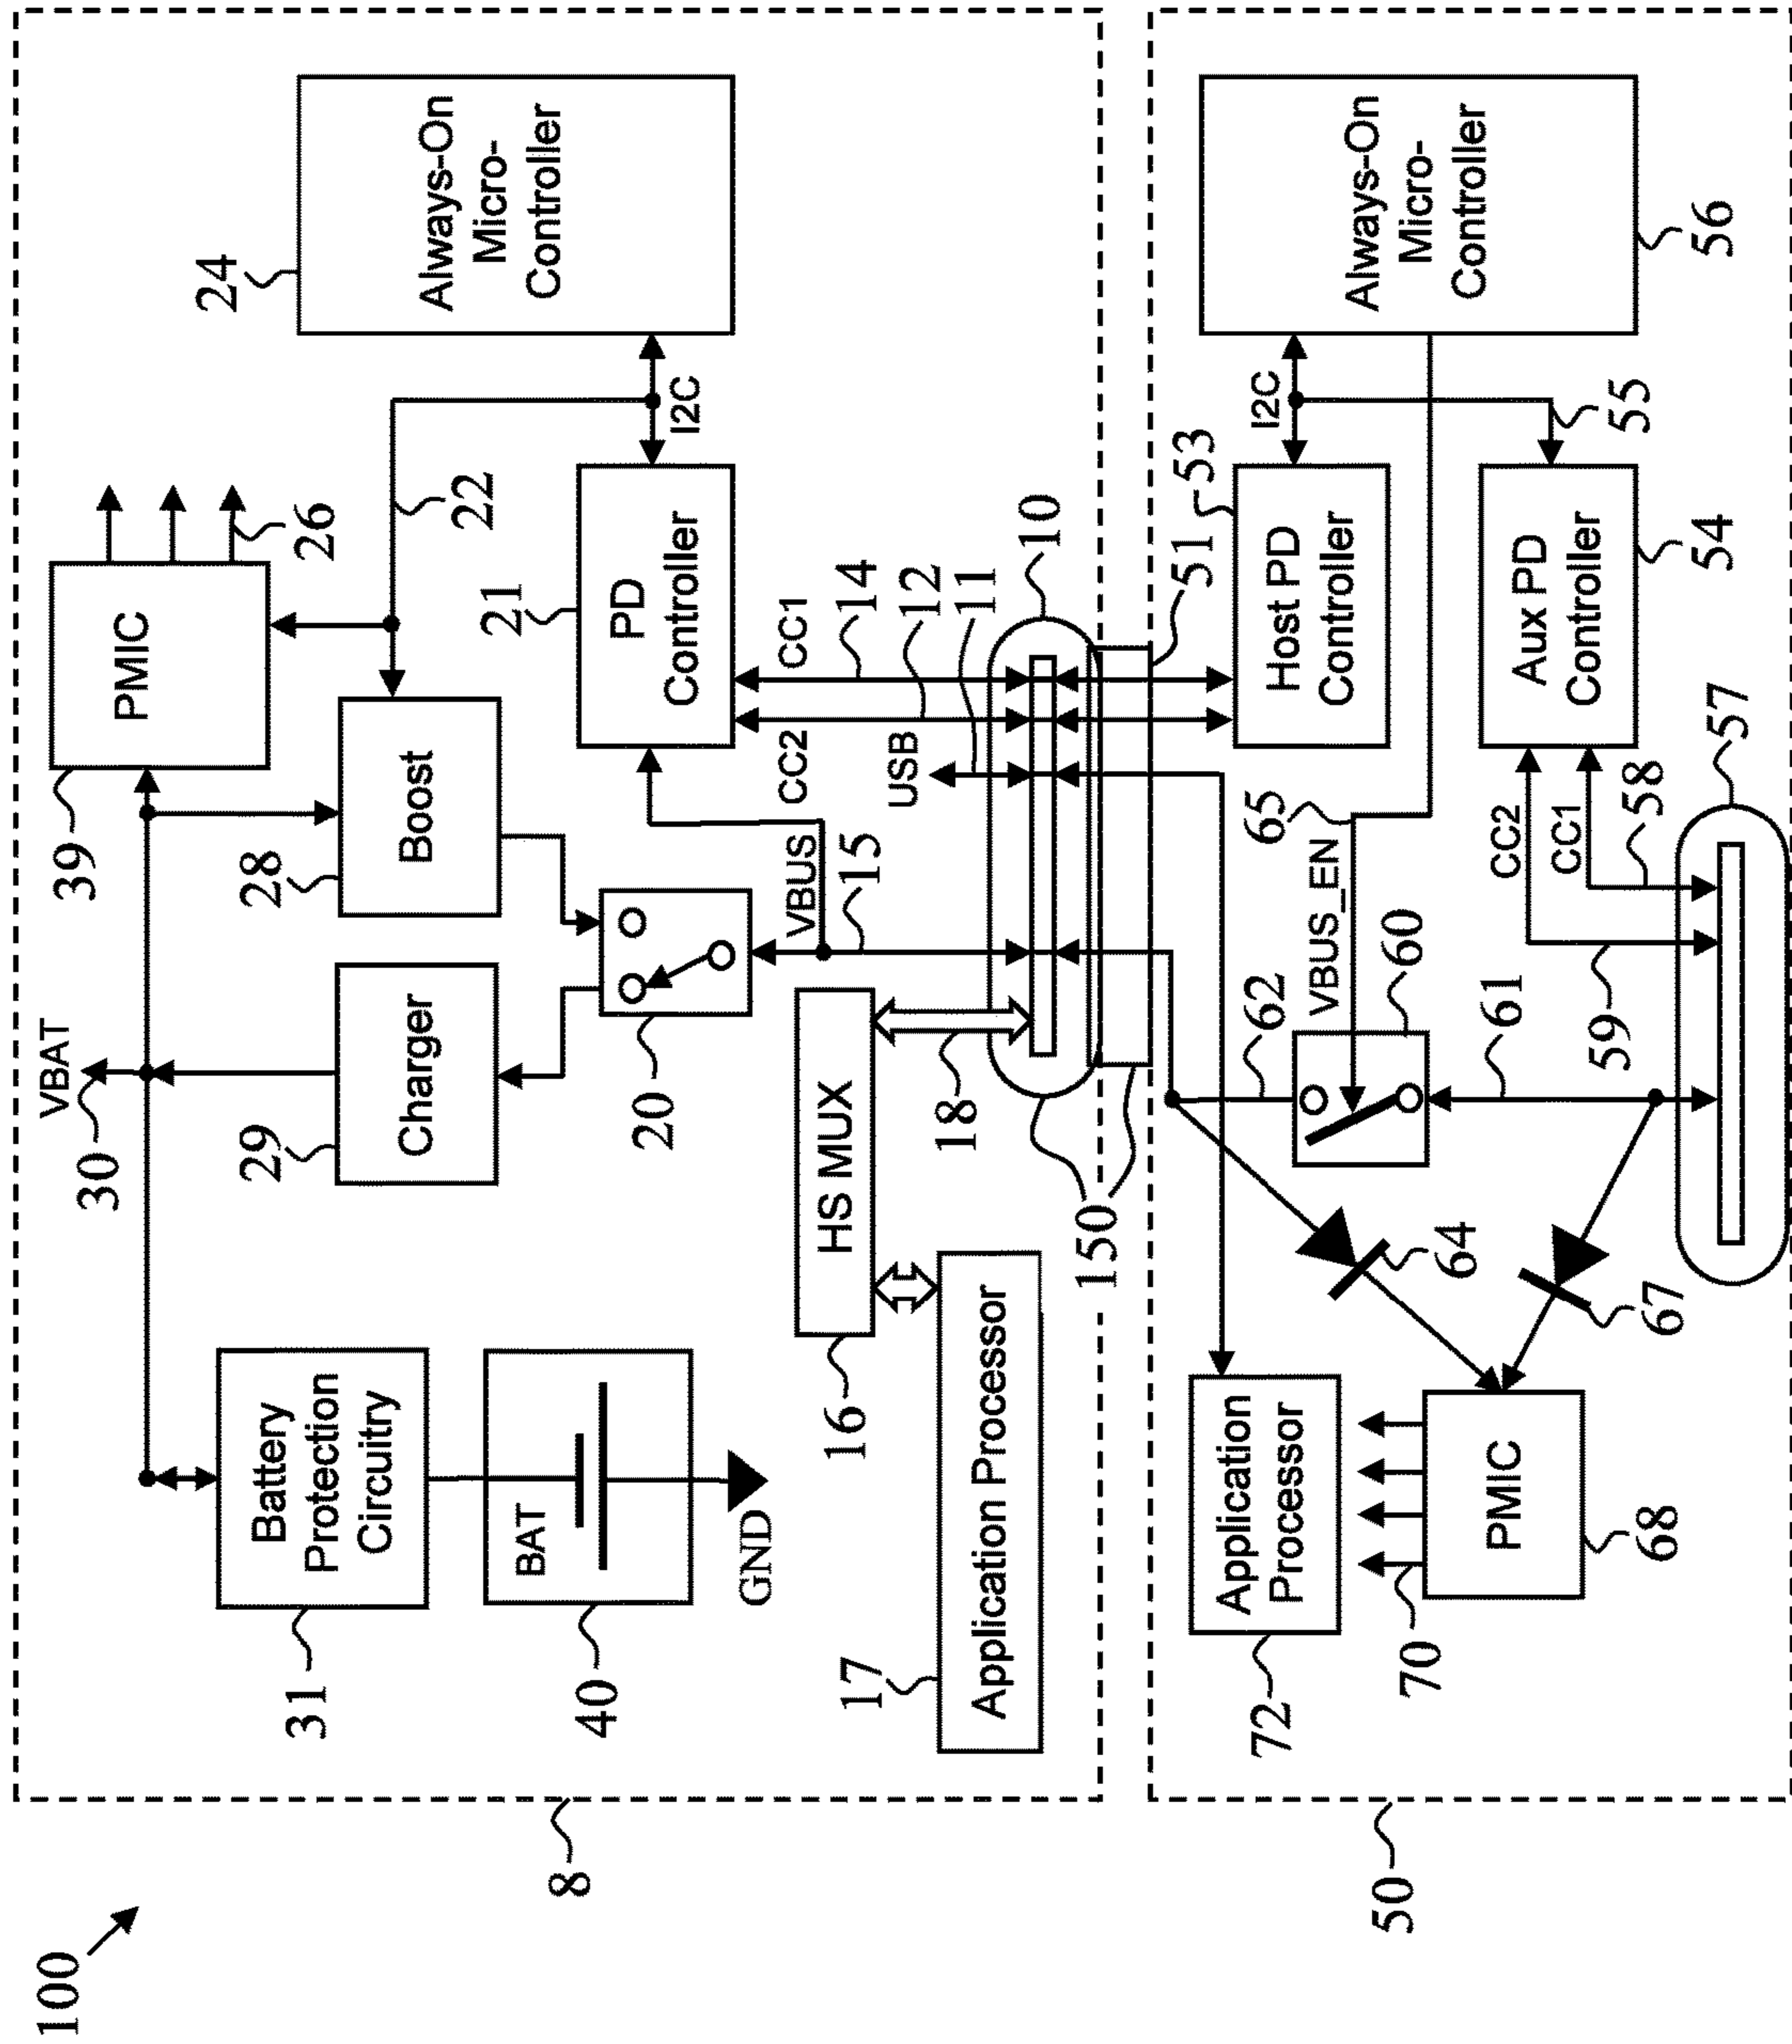 100
8
50
VBAT
30
39
PMIC
26
24
Always-On
Micro-
Controller
22
I2C
28
Boost
29
Charger
31
Battery
Protection
Circuitry
BAT
40
GND
20
21
PD
Controller
VBUS
15
CC2
CC1
14
12
11
USB
10
HS MUX
16
18
17
Application Processor
150
51
53
Host PD
Controller
I2C
Always-On
Micro-
Controller
56
55
Aux PD
Controller
54
65
VBUS_EN
60
62
61
CC2
CC1
58
59
57
64
67
Application
Processor
72
70
PMIC
68